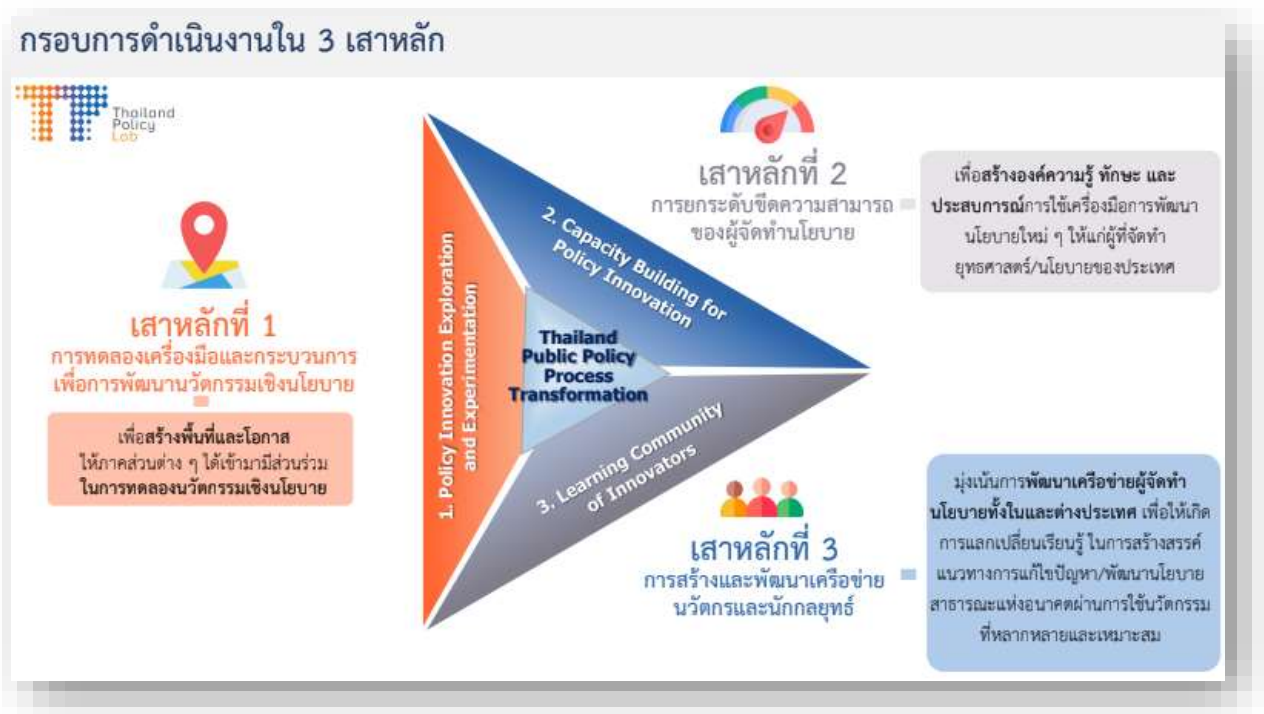 กรอบการดำเนินงานใน 3 เสาหลัก
Thailand
Policy
Lab
เสาหลักที่ 1
การทดลองเครื่องมือและกระบวนการ
เพื่อการพัฒนานวัตกรรมเชิงนโยบาย
เพื่อสร้างพื้นที่และโอกาส
ให้ภาคส่วนต่าง ๆ ได้เข้ามามีส่วนร่วม
ในการทดลองนวัตกรรมเชิงนโยบาย
1. Policy Innovation Exploration
and Experimentation
2. Capacity Building for
Policy Innovation
Thailand
Public Policy
Process
Transformation
3. Learning Community
of Innovators
เสาหลักที่ 2
การยกระดับขีดความสามารถ
ของผู้จัดทำนโยบาย
เพื่อสร้างองค์ความรู้ ทักษะ และ
ประสบการณ์การใช้เครื่องมือการพัฒนา
นโยบายใหม่ ๆ ให้แก่ผู้ที่จัดทำ
ยุทธศาสตร์/นโยบายของประเทศ
เสาหลักที่ 3
การสร้างและพัฒนาเครือข่าย
นวัตกรและนักกลยุทธ์
มุ่งเน้นการพัฒนาเครือข่ายผู้จัดทำ
นโยบายทั้งในและต่างประเทศ เพื่อให้เกิด
การแลกเปลี่ยนเรียนรู้ ในการสร้างสรรค์
แนวทางการแก้ไขปัญหา/พัฒนานโยบาย
สาธารณะแห่งอนาคตผ่านการใช้นวัตกรรม
ที่หลากหลายและเหมาะสม